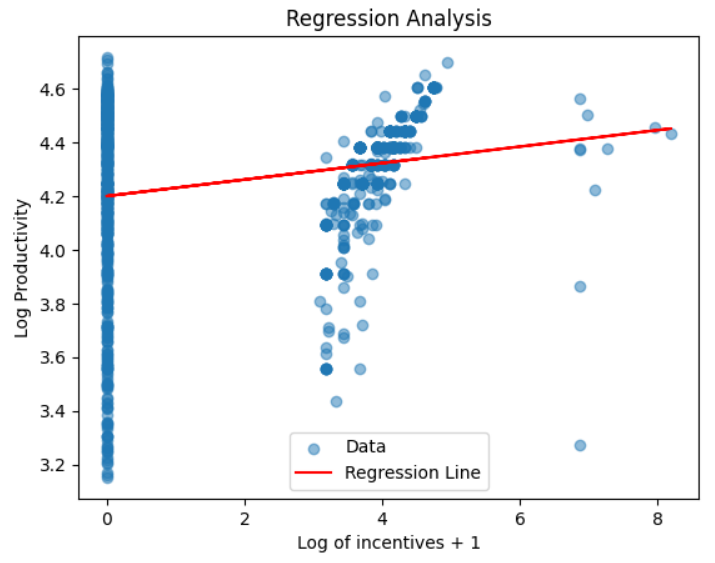 Regression Analysis
Log Productivity
4.6
4.4
4.2
4.0
3.8
3.6
3.4
3.2
Data
Regression Line
0 2 4 6 8
Log of incentives + 1